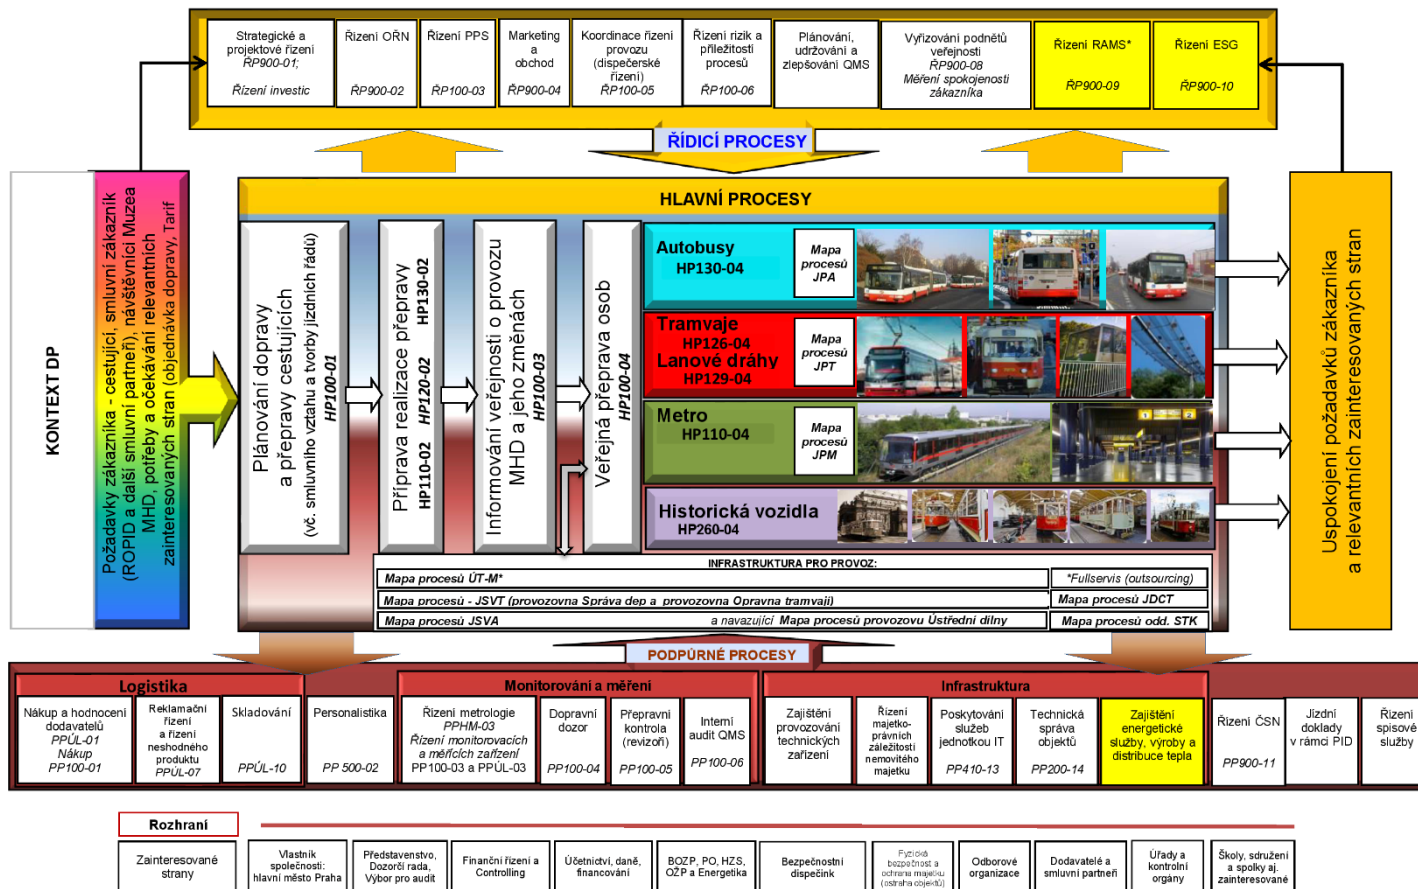 Strategické a
projektové řízení
ŘP900-01;
Řízení investic
Řízení OŘN
ŘP900-02
Řízení PPS
ŘP100-03
Marketing
a
obchod
ŘP900-04
Koordinace řízení
provozu
(dispečerské
řízení)
ŘP100-05
Řízení rizik a
příležitostí
procesů
ŘP100-06
Plánování,
udržování a
zlepšování QMS
Vyřizování podnětů
veřejnosti
ŘP900-08
Měření spokojenosti
zákazníka
Řízení RAMS*
ŘP900-09
Řízení ESG
ŘP900-10
ŘÍDICÍ PROCESY
KONTEXT DP
Požadavky zákazníka - cestující, smluvní zákazník
(ROPID a další smluvní partneři), návštěvníci Muzea
MHD, potřeby a očekávání relevantních
zainteresovaných stran (objednávka dopravy, Tarif
HLAVNÍ PROCESY
Plánování dopravy
a přepravy cestujících
(vč. smluvního vztahu a tvorby jízdních řádů)
HP100-01
Příprava realizace přepravy
HP110-02 HP120-02 HP130-02
Informování veřejnosti o provozu
MHD a jeho změnách
HP100-03
Veřejná přeprava osob
HP100-04
Autobusy
HP130-04
Mapa
procesů
JPA
Tramvaje
HP126-04
Lanové dráhy
HP129-04
Mapa
procesů
JPT
Metro
HP110-04
Mapa
procesů
JPM
Historická vozidla
HP260-04
Uspokojení požadavků zákazníka
a relevantních zainteresovaných stran
INFRASTRUKTURA PRO PROVOZ:
Mapa procesů ÚT-M*
*Fullservis (outsourcing)
Mapa procesů - JSVT (provozovna Správa dep a provozovna Opravna tramvají)
Mapa procesů JDCT
Mapa procesů JSVA a navazující Mapa procesů provozovu Ústřední dílny
Mapa procesů odd. STK
PODPŮRNÉ PROCESY
Logistika
Nákup a hodnocení
dodavatelů
PPÚL-01
Nákup
PP100-01
Reklamační
řízení
a řízení
neshodného
produktu
PPÚL-07
Skladování
PPÚL-10
Personalistika
PP 500-02
Monitorování a měření
Řízení metrologie
PPHM-03
Řízení monitorovacích
a měřicích zařízení
PP100-03 a PPÚL-03
Dopravní
dozor
PP100-04
Přepravní
kontrola
(revizoři)
PP100-05
Interní
audit QMS
PP100-06
Infrastruktura
Zajištění
provozování
technických
zařízení
Řízení
majetko-
právních
záležitostí
nemovitého
majetku
Poskytování
služeb
jednotkou IT
PP410-13
Technická
správa
objektů
PP200-14
Zajištění
energetické
služby, výroby a
distribuce tepla
Řízení ČSN
PP900-11
Jízdní
doklady
v rámci PID
Řízení
spisové
služby
Rozhraní
Zainteresované
strany
Vlastník
společnosti:
hlavní město Praha
Představenstvo,
Dozorčí rada,
Výbor pro audit
Finanční řízení a
Controlling
Účetnictví, daně,
financování
BOZP, PO, HZS,
OŽP a Energetika
Bezpečnostní
dispečink
Fyzická
bezpečnost a
ochrana majetku
(ostraha objektů)
Odborové
organizace
Dodavatelé a
smluvní partneři
Úřady a
kontrolní
orgány
Školy, sdružení
a spolky aj.
zainteresované